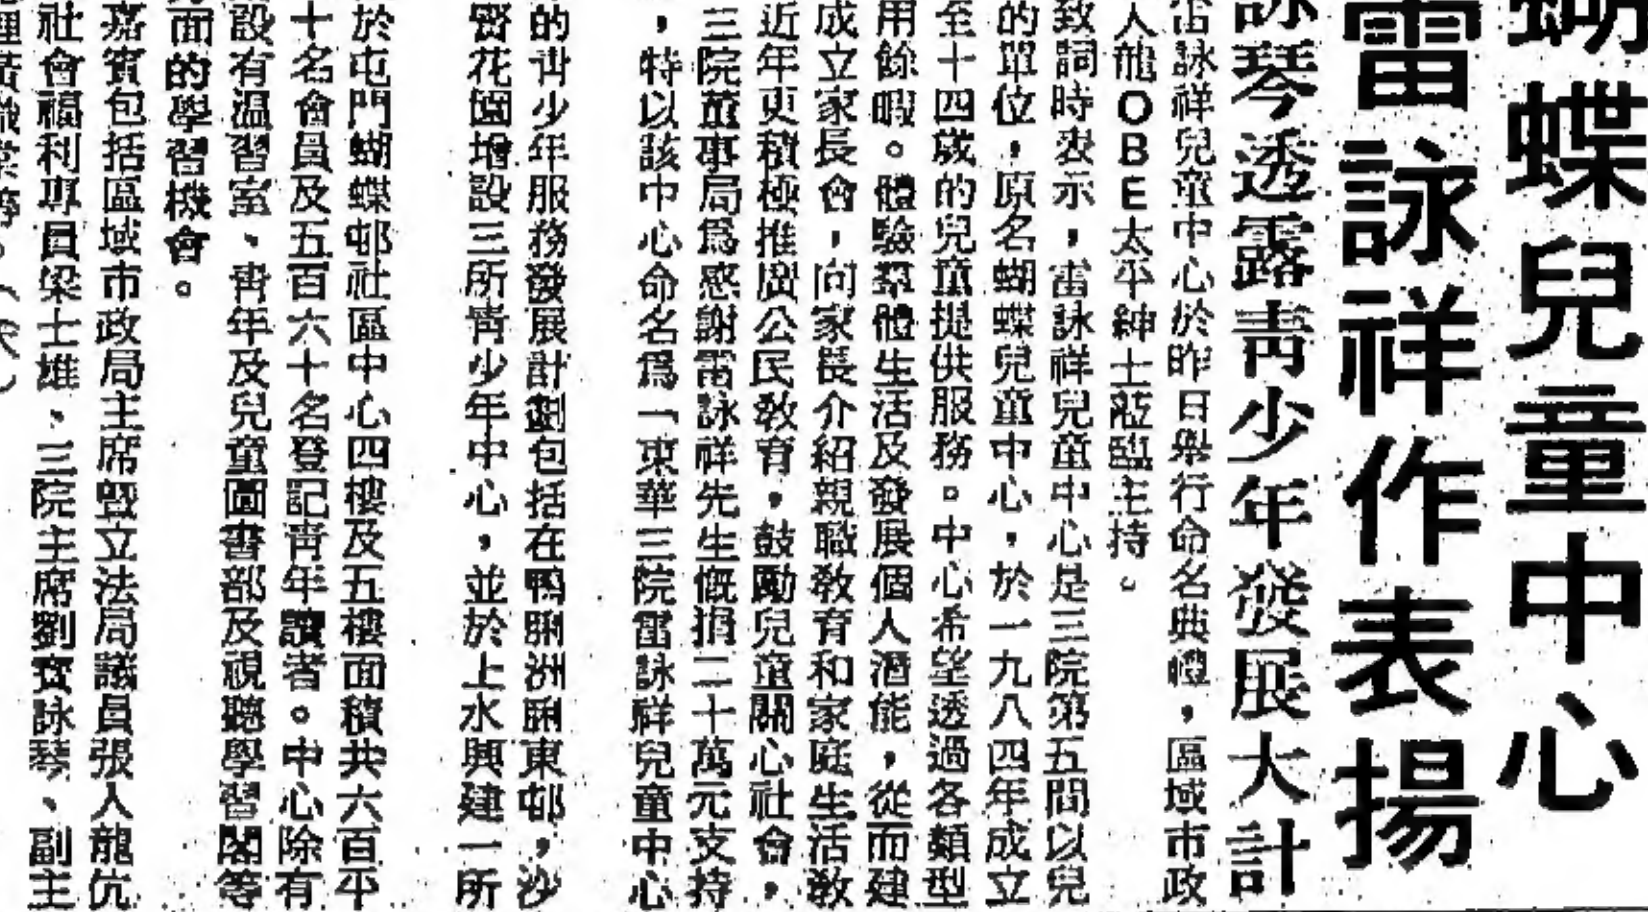 蝴蝶兒童中心
雷詠祥作表揚
詠琴透露靑少年發展大計
雷詠祥兒童中心於昨日舉行命名典禮，區域市政
人龍OBE太平紳士蒞臨主持。
致詞時表示，雷詠祥兒童中心是三院第五間以兒
的單位，原名蝴蝶兒童中心，於一九八四年成立
至十四歲的兒童提供服務。中心希望透過各類型
用餘暇。體驗羣體生活及發展個人潛能，從而建
成立家長會，向家長介紹親職敎育和家庭生活敎
近年更積極推廣公民敎育，鼓勵兒童關心社會，
三院董事局爲感謝雷詠祥先生慨捐二十萬元支持
，特以該中心命名爲「東華三院雷詠祥兒童中心
的靑少年服務發展計劃包括在鴨脷洲脷東邨，沙
賢花園增設三所靑少年中心，並於上水興建一所
於屯門蝴蝶邨社區中心四樓及五樓面積共六百平
十名會員及五百六十名登記靑年讀者。中心除有
設有溫習室、靑年及兒童圖書部及視聽學習閣等
面的學習機會。
嘉賓包括區域市政局主席暨立法局議員張人龍伉
社會福利專員梁士雄、三院主席劉寶詠琴、副主